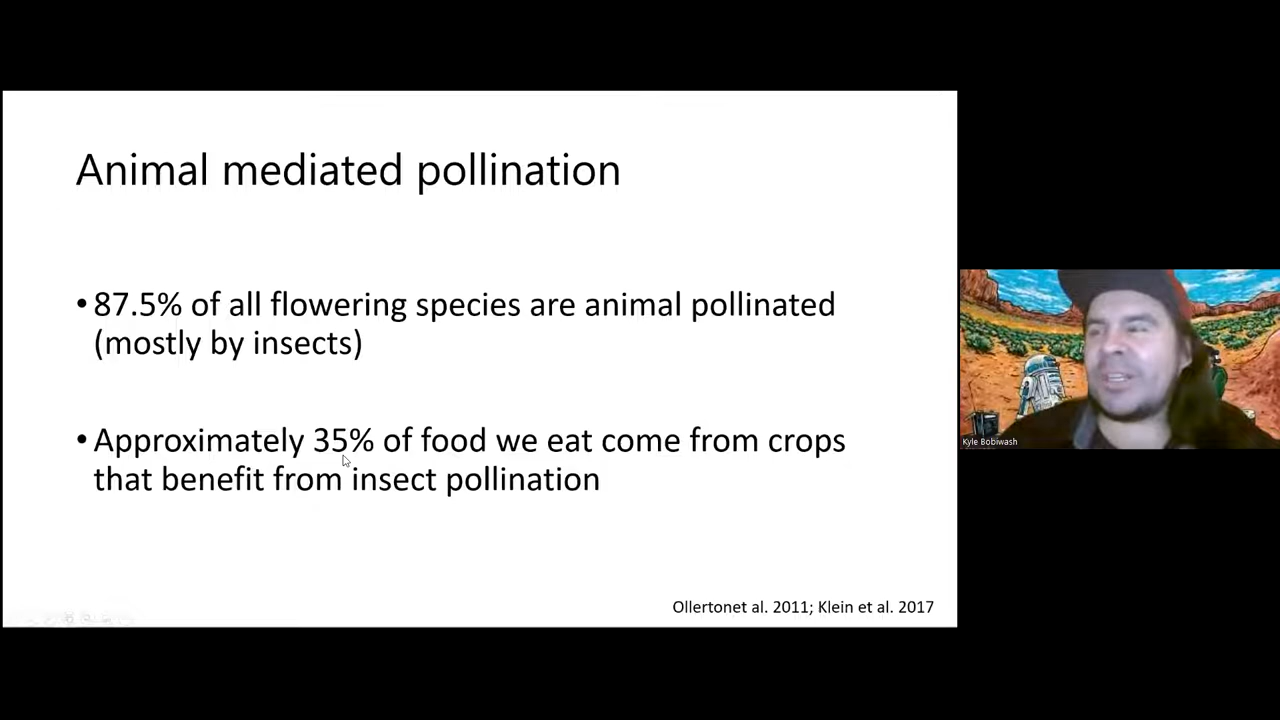 Animal mediated pollination
•87.5% of all flowering species are animal pollinated
(mostly by insects)
•Approximately 35% of food we eat come from crops
that benefit from insect pollination
Ollertonet al. 2011; Klein et al. 2017
Kyle Bobiwash